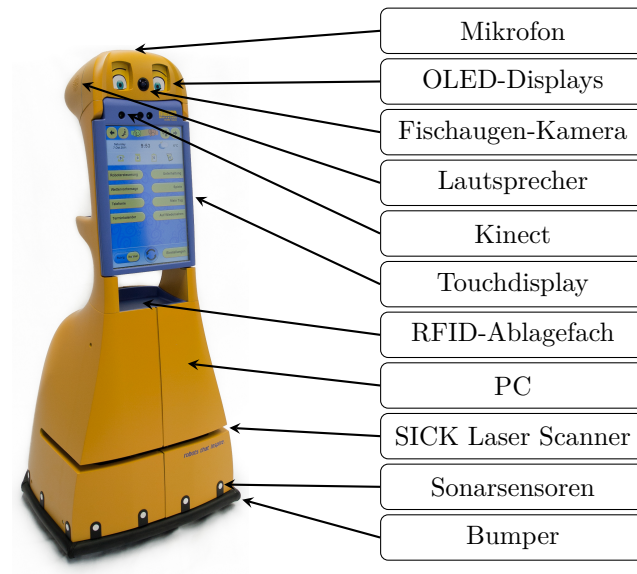 Mikrofon
OLED-Displays
Fischaugen-Kamera
Lautsprecher
Kinect
Touchdisplay
RFID-Ablagefach
PC
SICK Laser Scanner
Sonarsensoren
Bumper